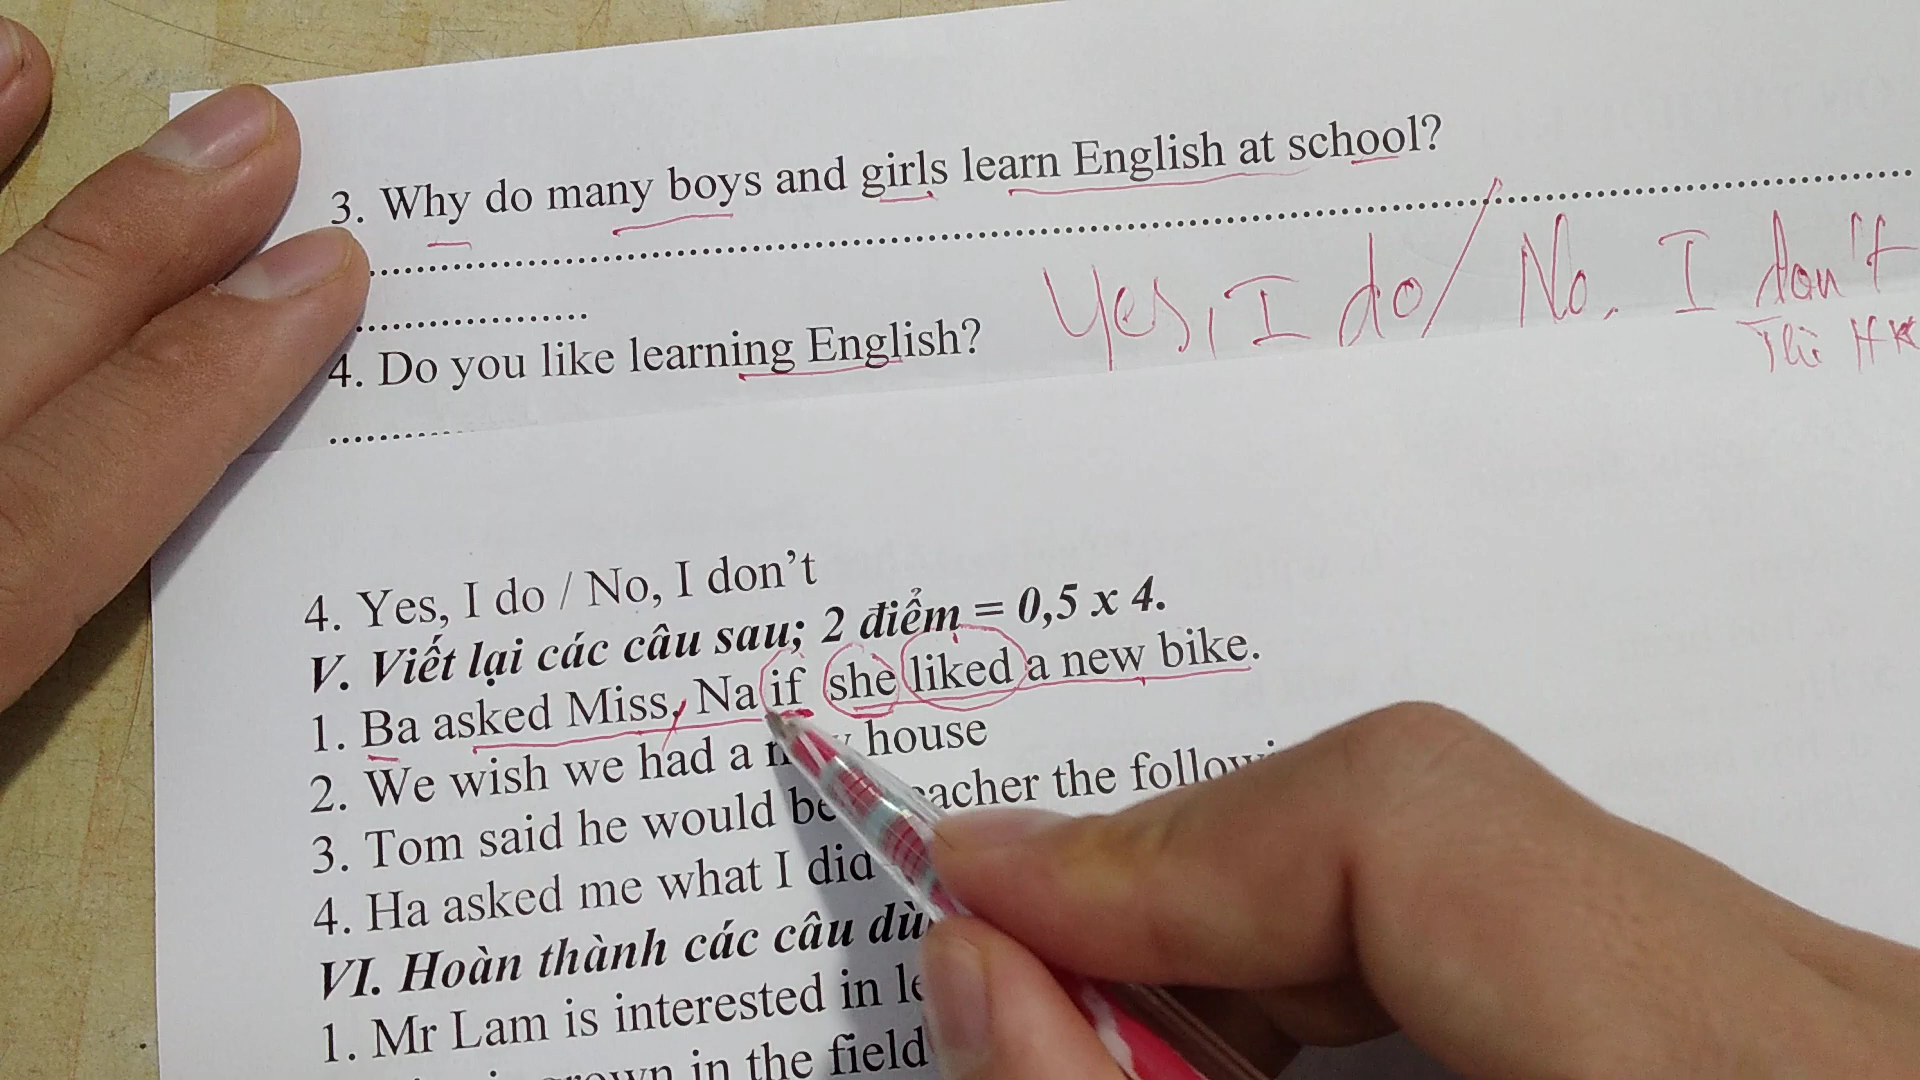 3. Why do many boys and girls learn English at school?
Yes, I do / No, I don't
Thì
4. Do you like learning English?
4. Yes, I do / No, I don't
V. Viết lại các câu sau; 2 điểm = 0,5 x 4.
1. Ba asked Miss, Na if she liked a new bike.
2. We wish we had a house
3. Tom said he would the
4. Ha asked me what I did
VI. Hoàn thành các câu
1. Mr Lam is interested in
in the field